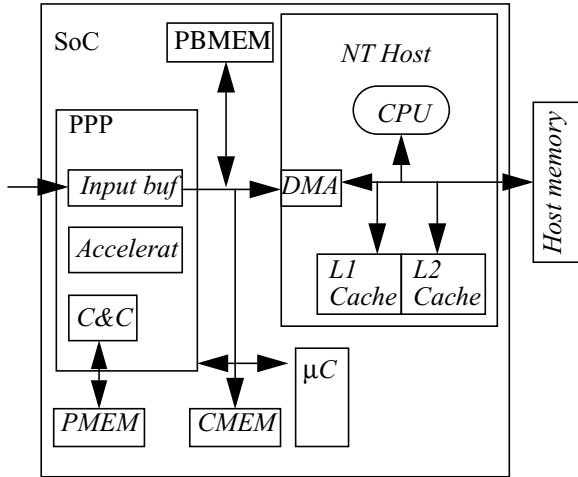 SoC
PBMEM
NT Host
CPU
PPP
Input buf
DMA
Accelerat
L1
Cache
L2
Cache
C&C
μC
PMEM
CMEM
Host memory